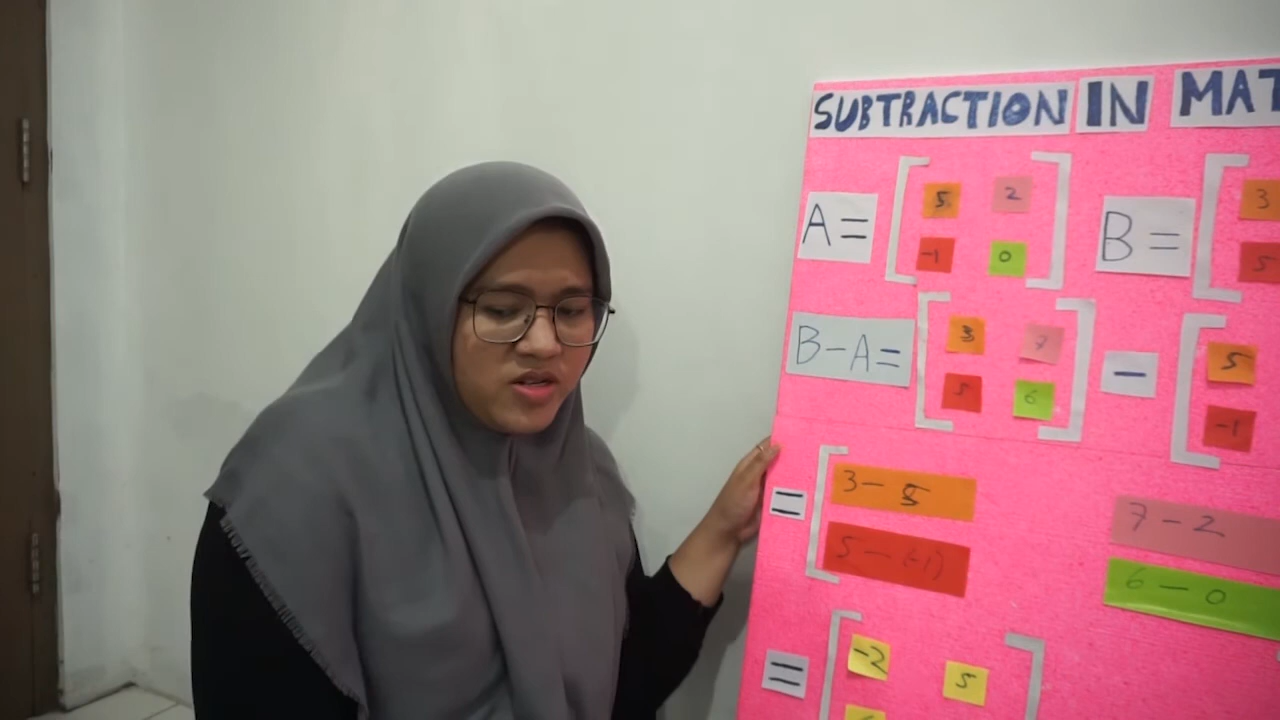 SUBTRACTION IN MAT
A = 5 2 B = 3
-1 0 5
B - A = 3 7 - 5
5 6 -1
= 3 - 5 7 - 2
5 - (-1) 6 - 0
= -2 5